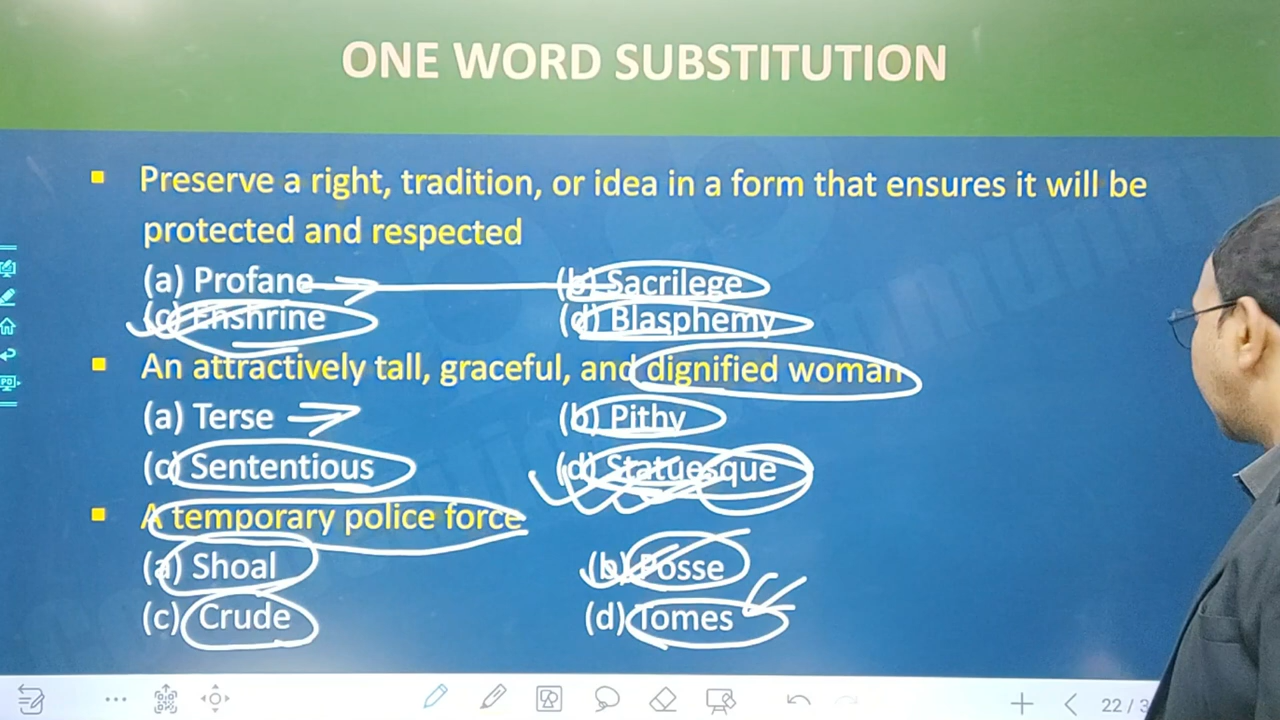 ONE WORD SUBSTITUTION
▪ Preserve a right, tradition, or idea in a form that ensures it will be
protected and respected
(a) Profane (b) Sacrilege
(c) Enshrine (d) Blasphemy
▪ An attractively tall, graceful, and dignified woman
(a) Terse (b) Pithy
(c) Sententious (d) Statuesque
▪ A temporary police force
(a) Shoal (b) Posse
(c) Crude (d) Tomes
22 / 3